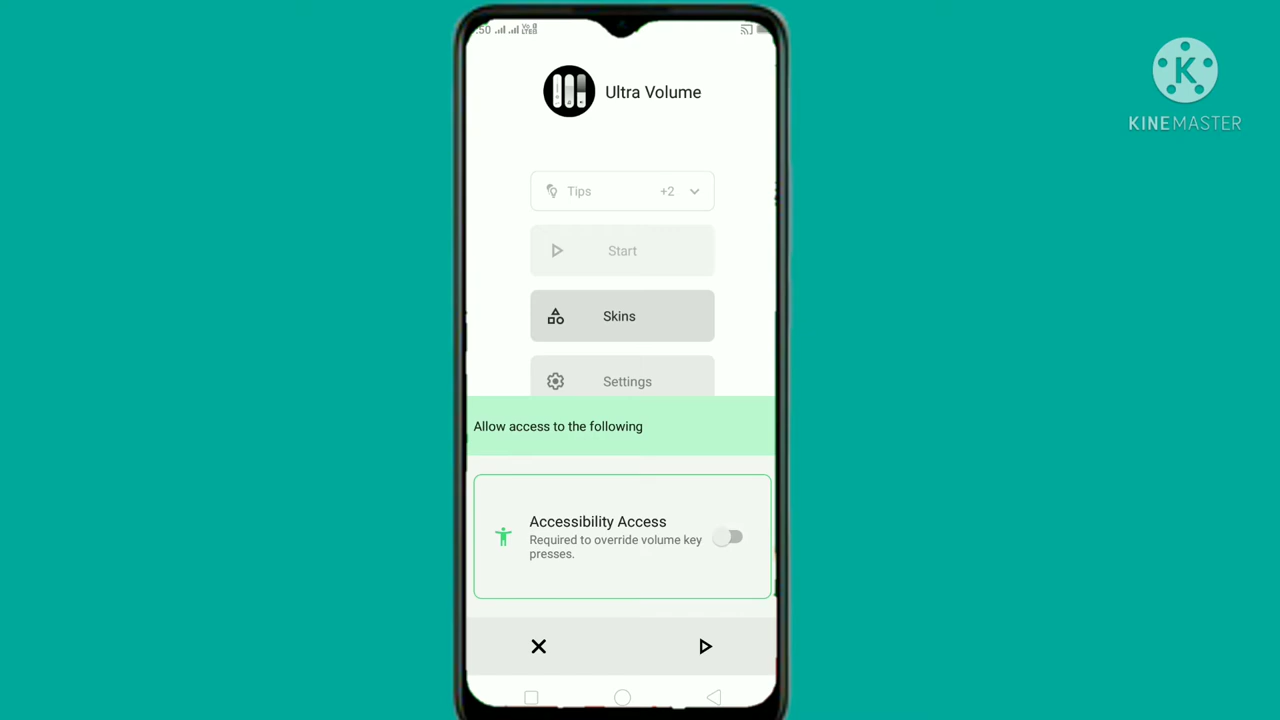 :50
KINEMASTER
Ultra Volume
Tips +2
Start
Skins
Settings
Allow access to the following
Accessibility Access
Required to override volume key
presses.